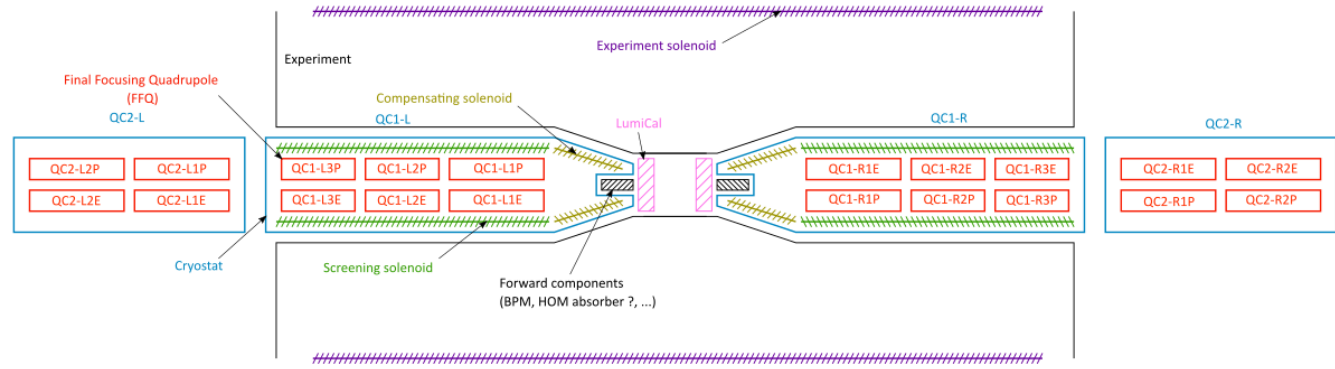 Experiment solenoid
Experiment
Final Focusing Quadrupole
(FFQ)
Compensating solenoid
LumiCal
QC2-L
QC1-L
QC1-R
QC2-R
QC2-L2P
QC2-L1P
QC1-L3P
QC1-L2P
QC1-L1P
QC1-R1E
QC1-R2E
QC1-R3E
QC2-R1E
QC2-R2E
QC2-L2E
QC2-L1E
QC1-L3E
QC1-L2E
QC1-L1E
QC1-R1P
QC1-R2P
QC1-R3P
QC2-R1P
QC2-R2P
Cryostat
Screening solenoid
Forward components
(BPM, HOM absorber ?, ...)